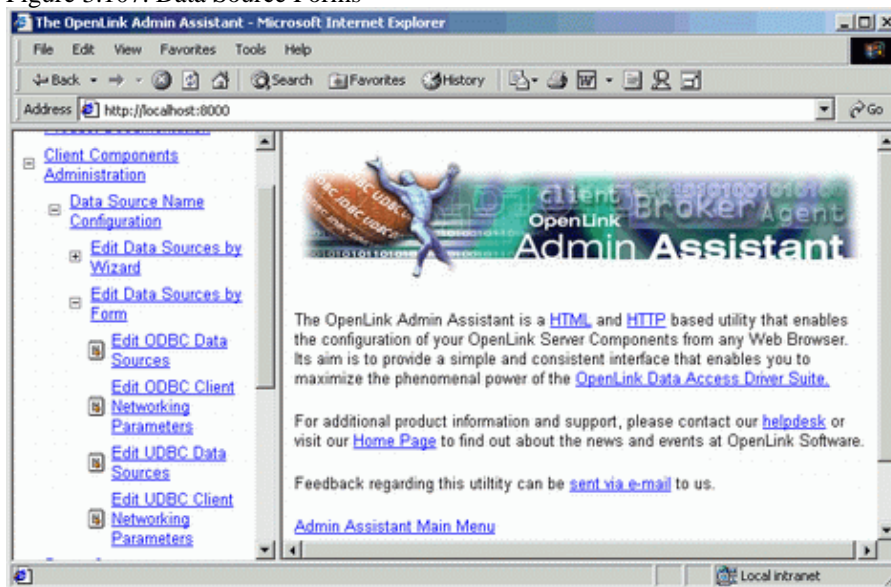 Figure 3.107. Data Source Forms
The OpenLink Admin Assistant - Microsoft Internet Explorer
File Edit View Favorites Tools Help
Back Search Favorites History
Address http://localhost:8000 Go
Client Components
Administration
Data Source Name
Configuration
Edit Data Sources by
Wizard
Edit Data Sources by
Form
Edit ODBC Data
Sources
Edit ODBC Client
Networking
Parameters
Edit UDBC Data
Sources
Edit UDBC Client
Networking
Parameters
client
Broker Agent
OpenLink
Admin Assistant
The OpenLink Admin Assistant is a HTML and HTTP based utility that enables
the configuration of your OpenLink Server Components from any Web Browser.
Its aim is to provide a simple and consistent interface that enables you to
maximize the phenomenal power of the OpenLink Data Access Driver Suite.
For additional product information and support, please contact our helpdesk or
visit our Home Page to find out about the news and events at OpenLink Software.
Feedback regarding this utiltity can be sent via e-mail to us.
Admin Assistant Main Menu
Local intranet